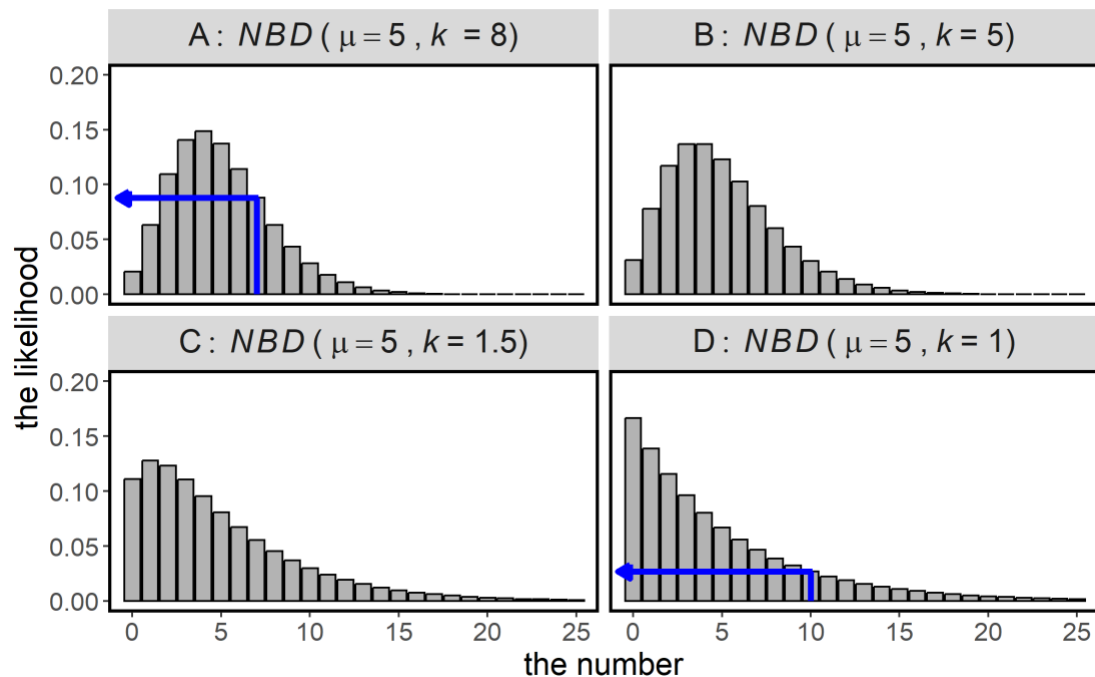 A: NBD ( μ = 5 , k = 8)
B: NBD ( μ = 5 , k = 5)
0.20
0.15
0.10
0.05
0.00
C: NBD ( μ = 5 , k = 1.5)
D: NBD ( μ = 5 , k = 1)
0.20
0.15
0.10
0.05
0.00
0 5 10 15 20 25
0 5 10 15 20 25
the likelihood
the number